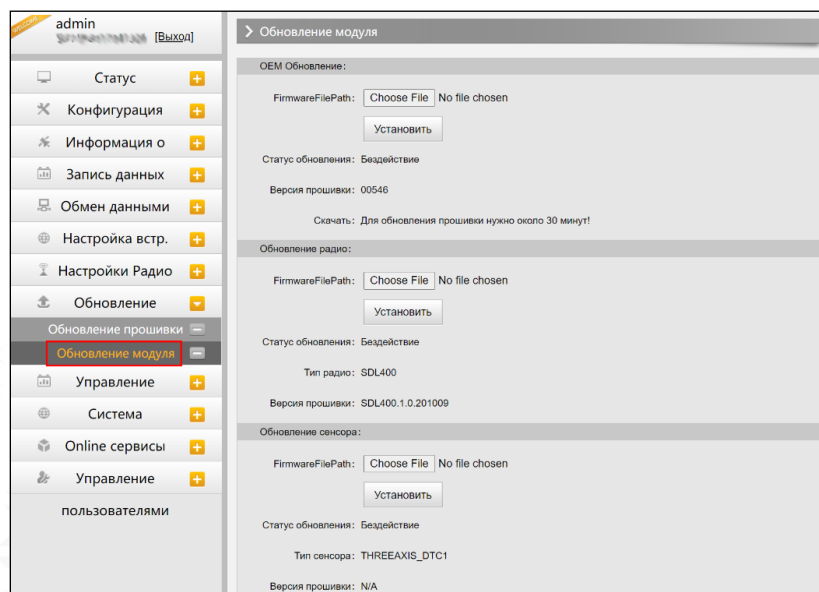 WELCOME
admin
[Выход]
Статус
Конфигурация
Информация о
Запись данных
Обмен данными
Настройка встр.
Настройки Радио
Обновление
Обновление прошивки
Обновление модуля
Управление
Система
Online сервисы
Управление
пользователями
Обновление модуля
OEM Обновление:
FirmwareFilePath: Choose File No file chosen
Установить
Статус обновления: Бездействие
Версия прошивки: 00546
Скачать: Для обновления прошивки нужно около 30 минут!
Обновление радио:
FirmwareFilePath: Choose File No file chosen
Установить
Статус обновления: Бездействие
Тип радио: SDL400
Версия прошивки: SDL400.1.0.201009
Обновление сенсора:
FirmwareFilePath: Choose File No file chosen
Установить
Статус обновления: Бездействие
Тип сенсора: THREEAXIS_DTC1
Версия прошивки: N/A